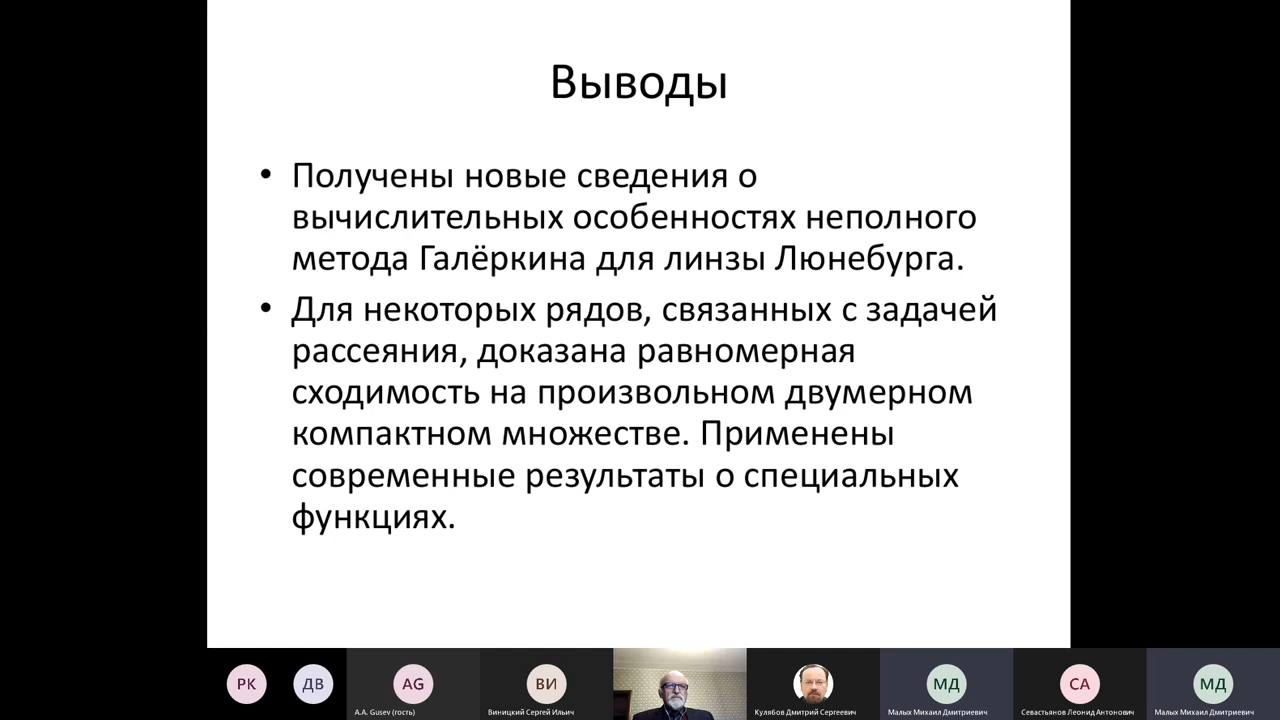 Выводы
• Получены новые сведения о
вычислительных особенностях неполного
метода Галёркина для линзы Люнебурга.
• Для некоторых рядов, связанных с задачей
рассеяния, доказана равномерная
сходимость на произвольном двумерном
компактном множестве. Применены
современные результаты о специальных
функциях.
РК
ДВ
AG
ВИ
МД
СА
МД
A.A. Gusev (гость)
Виницкий Сергей Ильич
Кулябов Дмитрий Сергеевич
Малых Михаил Дмитриевич
Севастьянов Леонид Антонович
Малых Михаил Дмитриевич